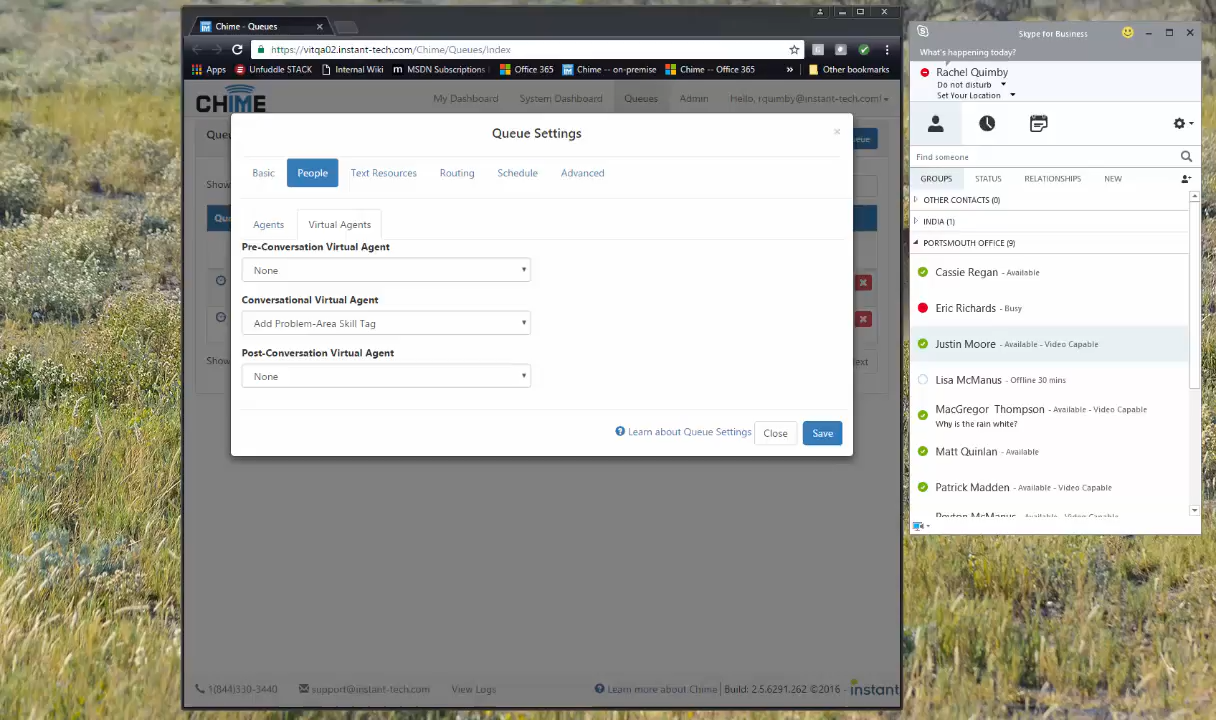 Chime - Queues
https://vitqa02.instant-tech.com/Chime/Queues/Index
Apps Unfuddle STACK Internal Wiki MSDN Subscriptions Office 365 Chime -- on-premise Chime -- Office 365 » Other bookmarks
CHIME My Dashboard System Dashboard Queues Admin Hello, rquimby@instant-tech.com!
Queue Settings
Basic People Text Resources Routing Schedule Advanced
Agents Virtual Agents
Pre-Conversation Virtual Agent
None
Conversational Virtual Agent
Add Problem-Area Skill Tag
Post-Conversation Virtual Agent
None
Learn about Queue Settings Close Save
1(844)330-3440 support@instant-tech.com View Logs Learn more about Chime Build: 2.5.6291.262 ©2016 - instant
Skype for Business
What's happening today?
Rachel Quimby
Do not disturb
Set Your Location
Find someone
GROUPS STATUS RELATIONSHIPS NEW
OTHER CONTACTS (0)
INDIA (1)
PORTSMOUTH OFFICE (9)
Cassie Regan - Available
Eric Richards - Busy
Justin Moore - Available - Video Capable
Lisa McManus - Offline 30 mins
MacGregor Thompson - Available - Video Capable
Why is the rain white?
Matt Quinlan - Available
Patrick Madden - Available - Video Capable
Peyton McManus - Available - Video Capable